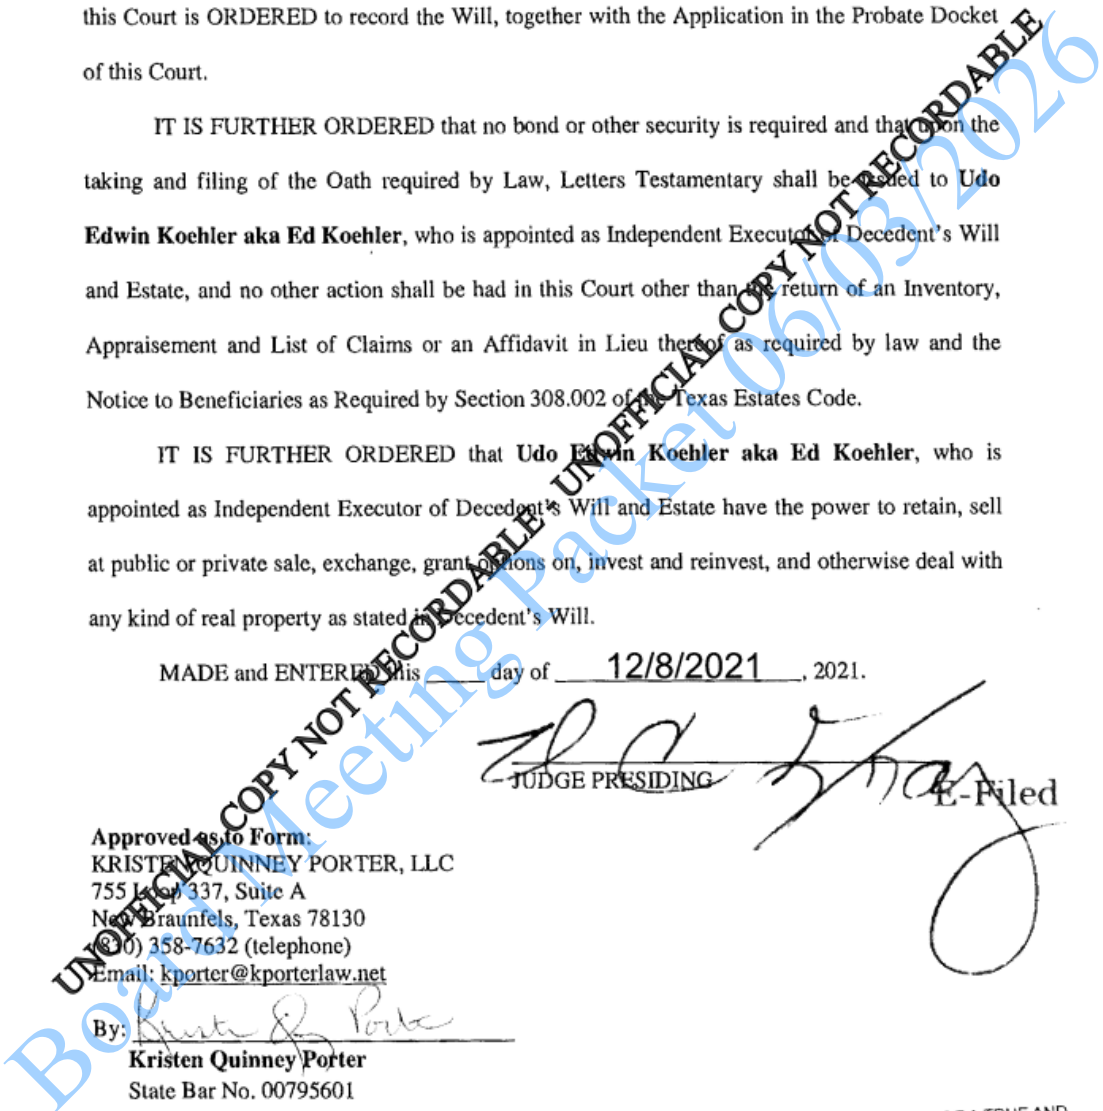 this Court is ORDERED to record the Will, together with the Application in the Probate Docket
of this Court.
IT IS FURTHER ORDERED that no bond or other security is required and that upon the
taking and filing of the Oath required by Law, Letters Testamentary shall be issued to Udo
Edwin Koehler aka Ed Koehler, who is appointed as Independent Executor of Decedent's Will
and Estate, and no other action shall be had in this Court other than the return of an Inventory,
Appraisement and List of Claims or an Affidavit in Lieu thereof as required by law and the
Notice to Beneficiaries as Required by Section 308.002 of the Texas Estates Code.
IT IS FURTHER ORDERED that Udo Edwin Koehler aka Ed Koehler, who is
appointed as Independent Executor of Decedent's Will and Estate have the power to retain, sell
at public or private sale, exchange, grant options on, invest and reinvest, and otherwise deal with
any kind of real property as stated in Decedent's Will.
MADE and ENTERED this ______ day of 12/8/2021, 2021.
JUDGE PRESIDING
E-Filed
Approved as to Form:
KRISTEN QUINNEY PORTER, LLC
755 Loop 337, Suite A
New Braunfels, Texas 78130
(830) 358-7632 (telephone)
Email: kporter@kporterlaw.net
By: Kristen Quinney Porter
Kristen Quinney Porter
State Bar No. 00795601
UNOFFICIAL COPY NOT RECORDABLE * UNOFFICIAL COPY NOT RECORDABLE
Board Meeting Packet 06/03/2026